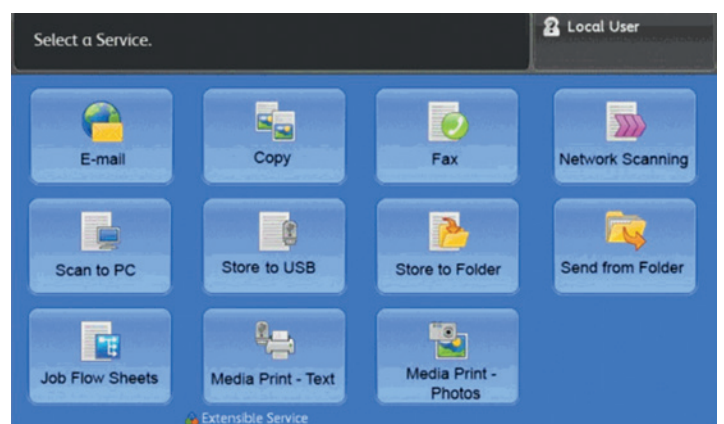 Select a Service.
Local User
E-mail
Copy
Fax
Network Scanning
Scan to PC
Store to USB
Store to Folder
Send from Folder
Job Flow Sheets
Media Print - Text
Media Print -
Photos
Extensible Service